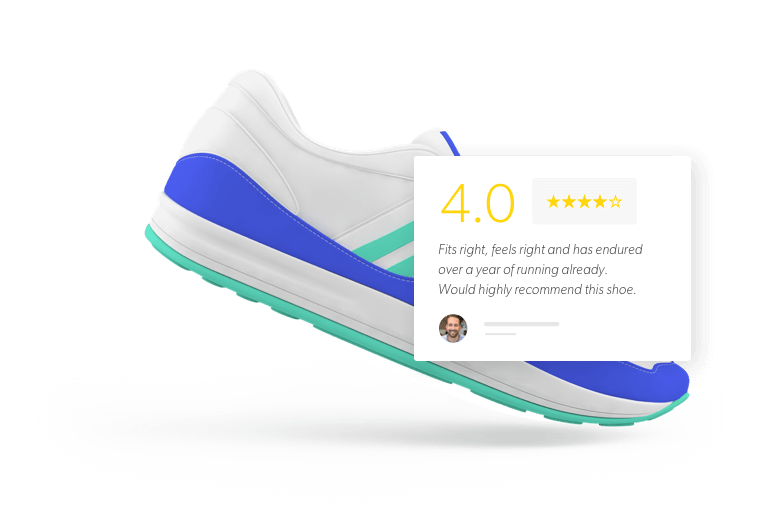 4.0
Fits right, feels right and has endured
over a year of running already.
Would highly recommend this shoe.